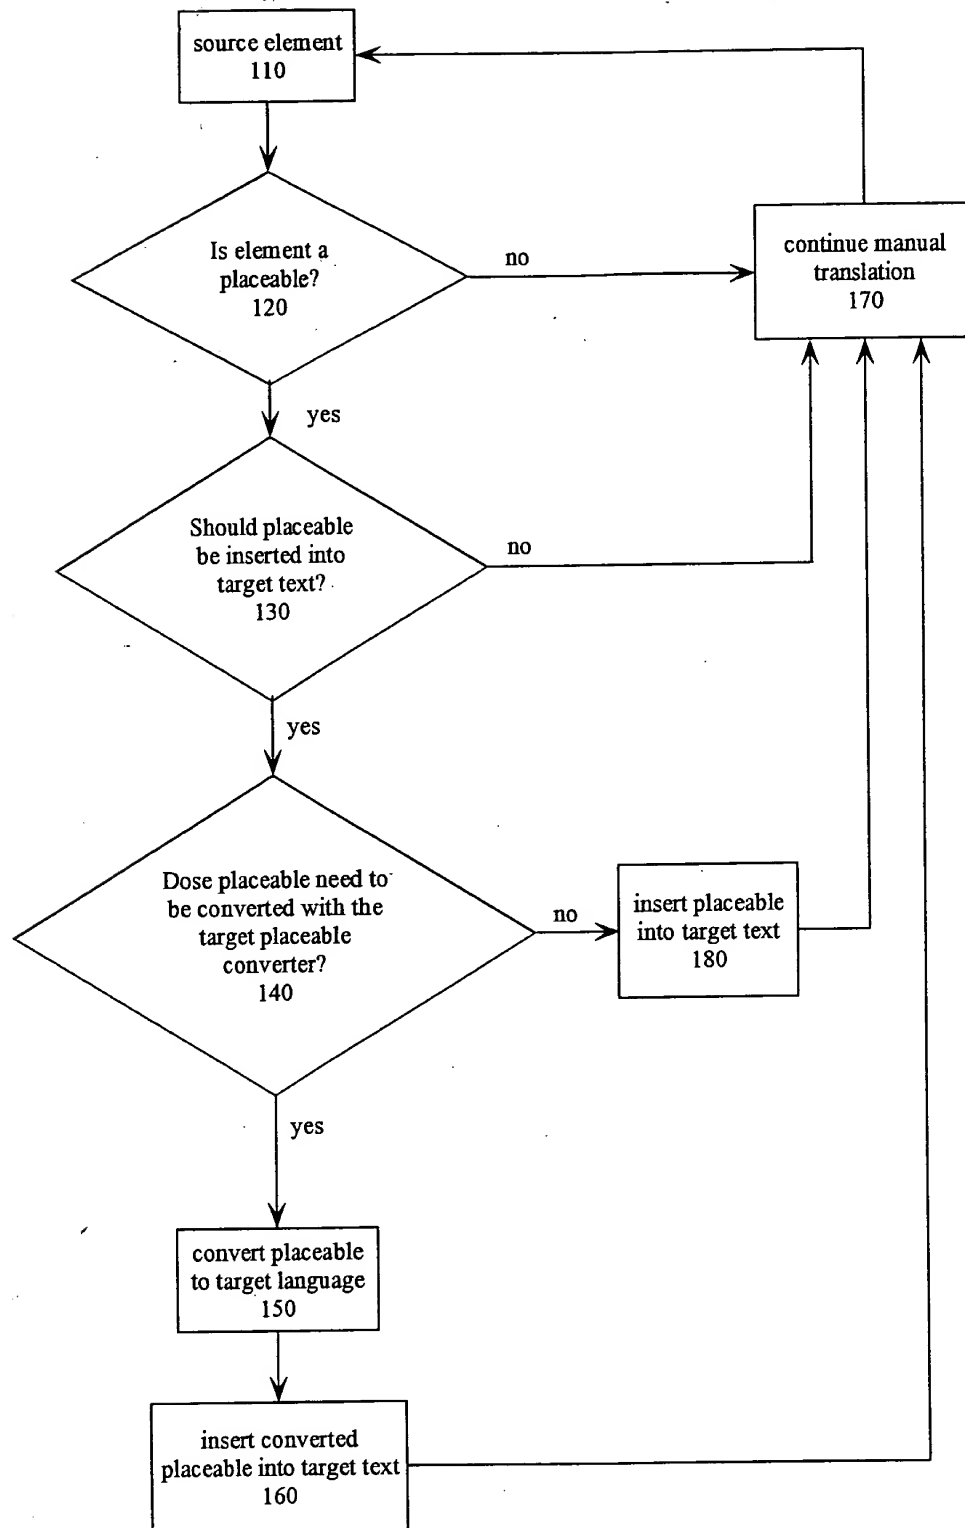 source element
110
Is element a
placeable?
120
no
continue manual
translation
170
yes
Should placeable
be inserted into
target text?
130
no
yes
Dose placeable need to
be converted with the
target placeable
converter?
140
no
insert placeable
into target text
180
yes
convert placeable
to target language
150
insert converted
placeable into target text
160